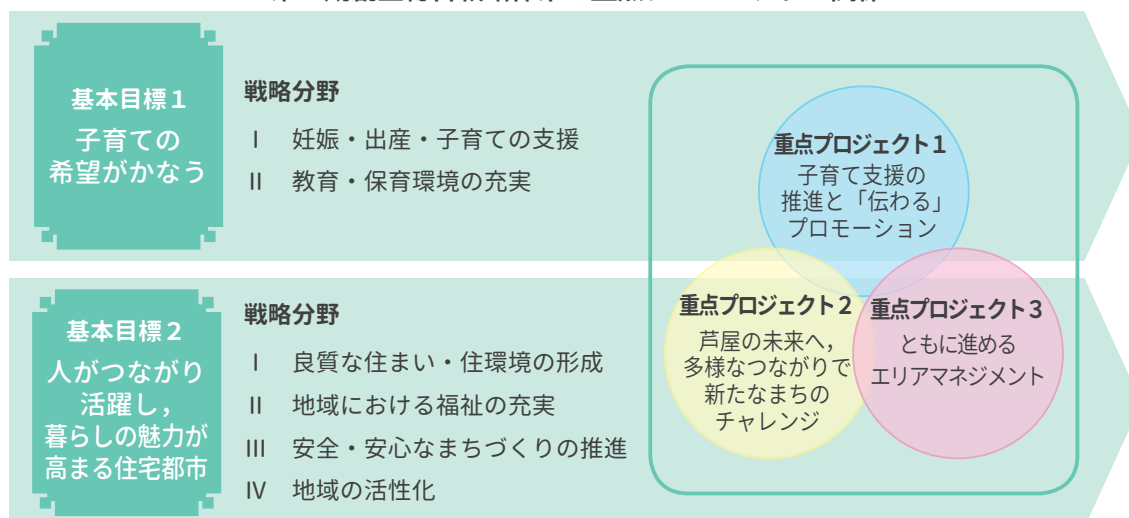 基本目標１
子育ての
希望がかなう
戦略分野
Ⅰ 妊娠・出産・子育ての支援
Ⅱ 教育・保育環境の充実
基本目標２
人がつながり
活躍し，
暮らしの魅力が
高まる住宅都市
戦略分野
Ⅰ 良質な住まい・住環境の形成
Ⅱ 地域における福祉の充実
Ⅲ 安全・安心なまちづくりの推進
Ⅳ 地域の活性化
重点プロジェクト１
子育て支援の
推進と「伝わる」
プロモーション
重点プロジェクト２
芦屋の未来へ，
多様なつながりで
新たなまちの
チャレンジ
重点プロジェクト３
ともに進める
エリアマネジメント